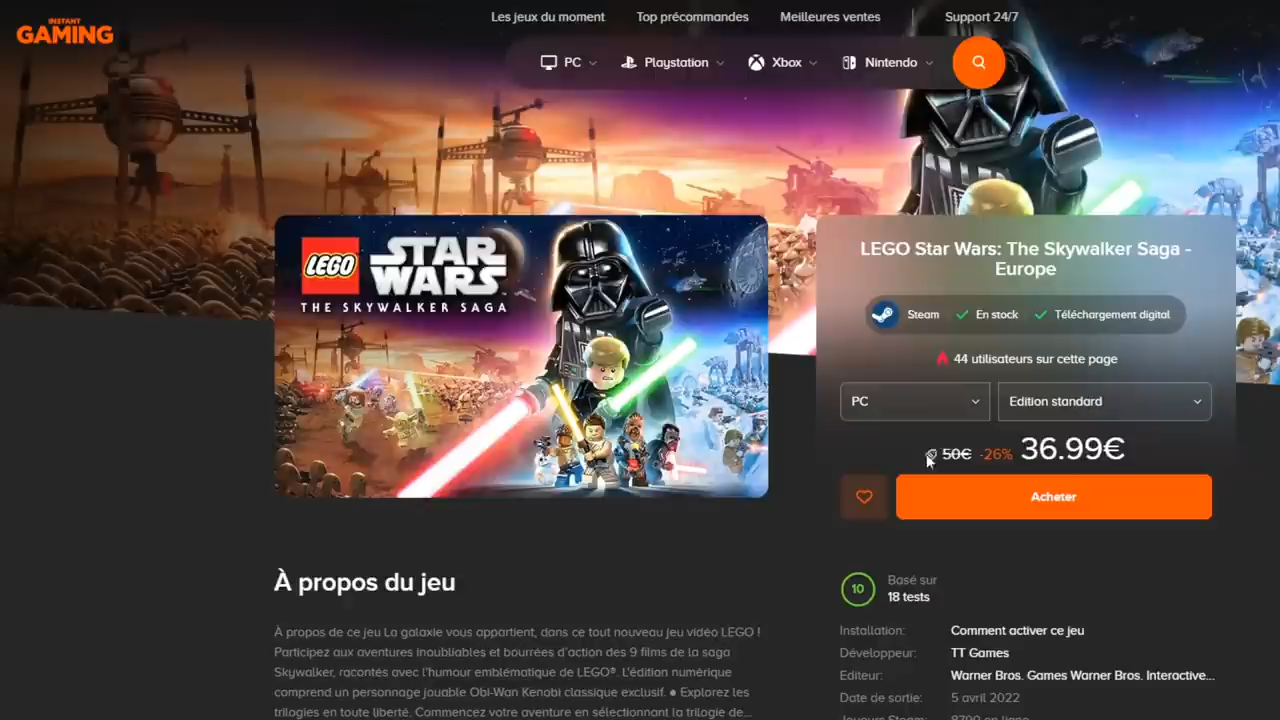 INSTANT
GAMING
Les jeux du moment
Top précommandes
Meilleures ventes
Support 24/7
PC
Playstation
Xbox
Nintendo
LEGO
STAR
WARS
THE SKYWALKER SAGA
LEGO Star Wars: The Skywalker Saga -
Europe
Steam
En stock
Téléchargement digital
44 utilisateurs sur cette page
PC
Edition standard
50€ -26% 36.99€
Acheter
À propos du jeu
À propos de ce jeu La galaxie vous appartient, dans ce tout nouveau jeu vidéo LEGO !
Participez aux aventures inoubliables et bourrées d'action des 9 films de la saga
Skywalker, racontés avec l'humour emblématique de LEGO®. L'édition numérique
comprend un personnage jouable Obi-Wan Kenobi classique exclusif. ● Explorez les
trilogies en toute liberté. Commencez votre aventure en sélectionnant la trilogie de...
10
Basé sur
18 tests
Installation: Comment activer ce jeu
Développeur: TT Games
Editeur: Warner Bros. Games Warner Bros. Interactive...
Date de sortie: 5 avril 2022
Joueurs Steam: 8790 en ligne